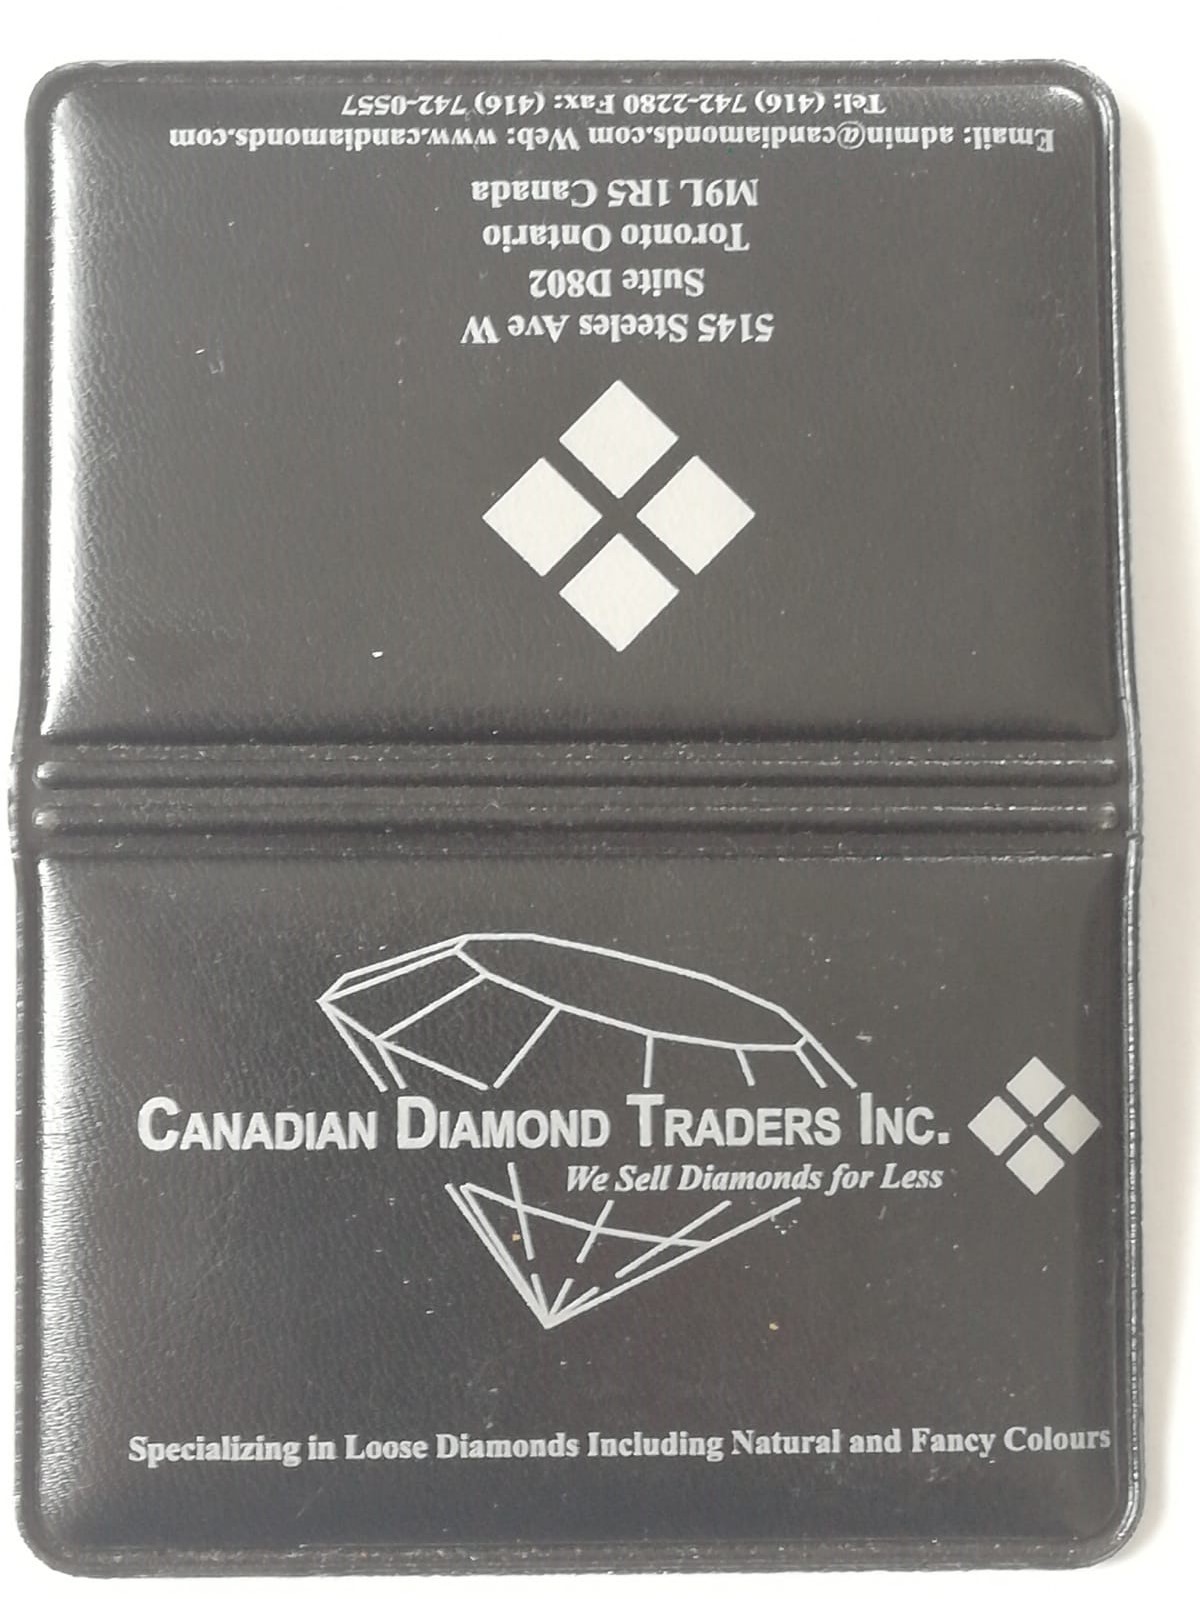 5145 Steeles Ave W
Suite D802
Toronto Ontario
M9L 1R5 Canada
Email: admin@candiamonds.com Web: www.candiamonds.com
Tel: (416) 742-2280 Fax: (416) 742-0557
CANADIAN DIAMOND TRADERS INC.
We Sell Diamonds for Less
Specializing in Loose Diamonds Including Natural and Fancy Colours